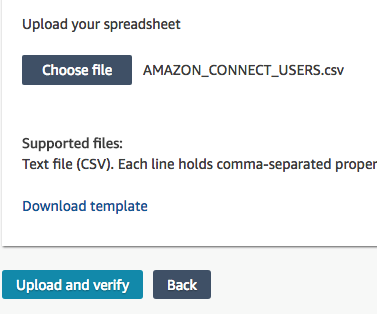 Upload your spreadsheet
Choose file AMAZON_CONNECT_USERS.csv
Supported files:
Text file (CSV). Each line holds comma-separated proper
Download template
Upload and verify Back